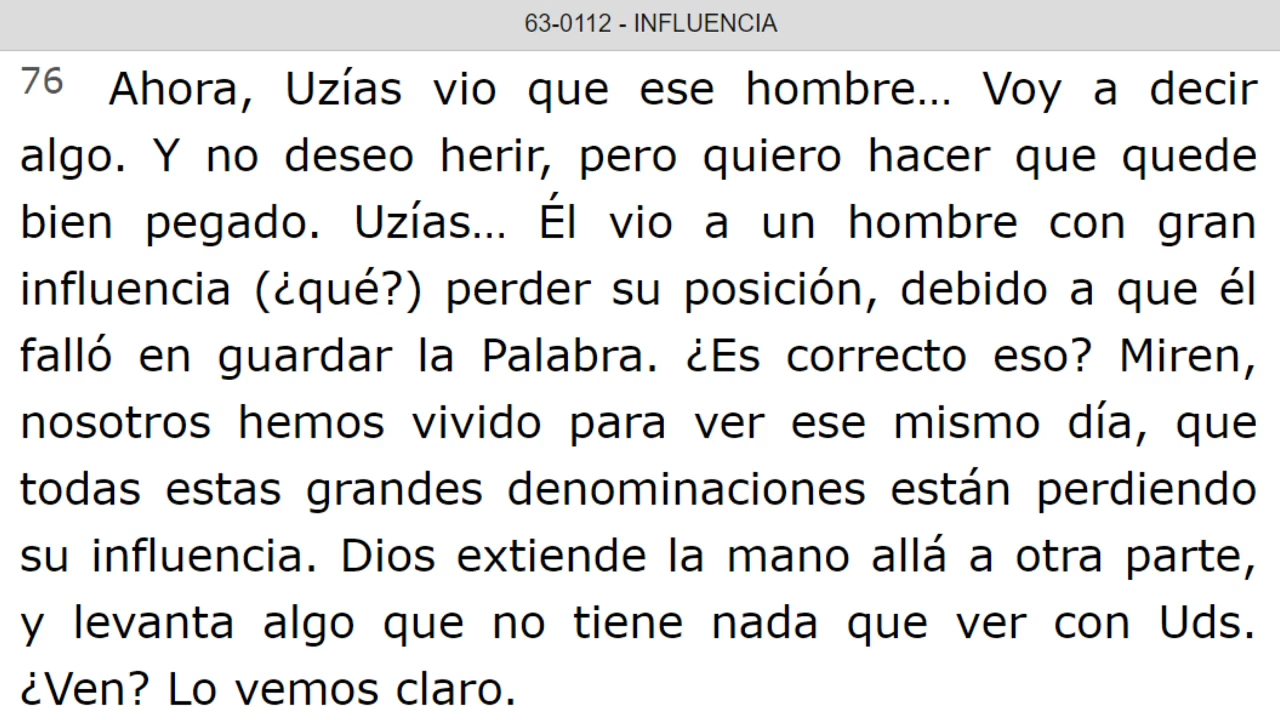 63-0112 - INFLUENCIA
76 Ahora, Uzías vio que ese hombre… Voy a decir
algo. Y no deseo herir, pero quiero hacer que quede
bien pegado. Uzías… Él vio a un hombre con gran
influencia (¿qué?) perder su posición, debido a que él
falló en guardar la Palabra. ¿Es correcto eso? Miren,
nosotros hemos vivido para ver ese mismo día, que
todas estas grandes denominaciones están perdiendo
su influencia. Dios extiende la mano allá a otra parte,
y levanta algo que no tiene nada que ver con Uds.
¿Ven? Lo vemos claro.